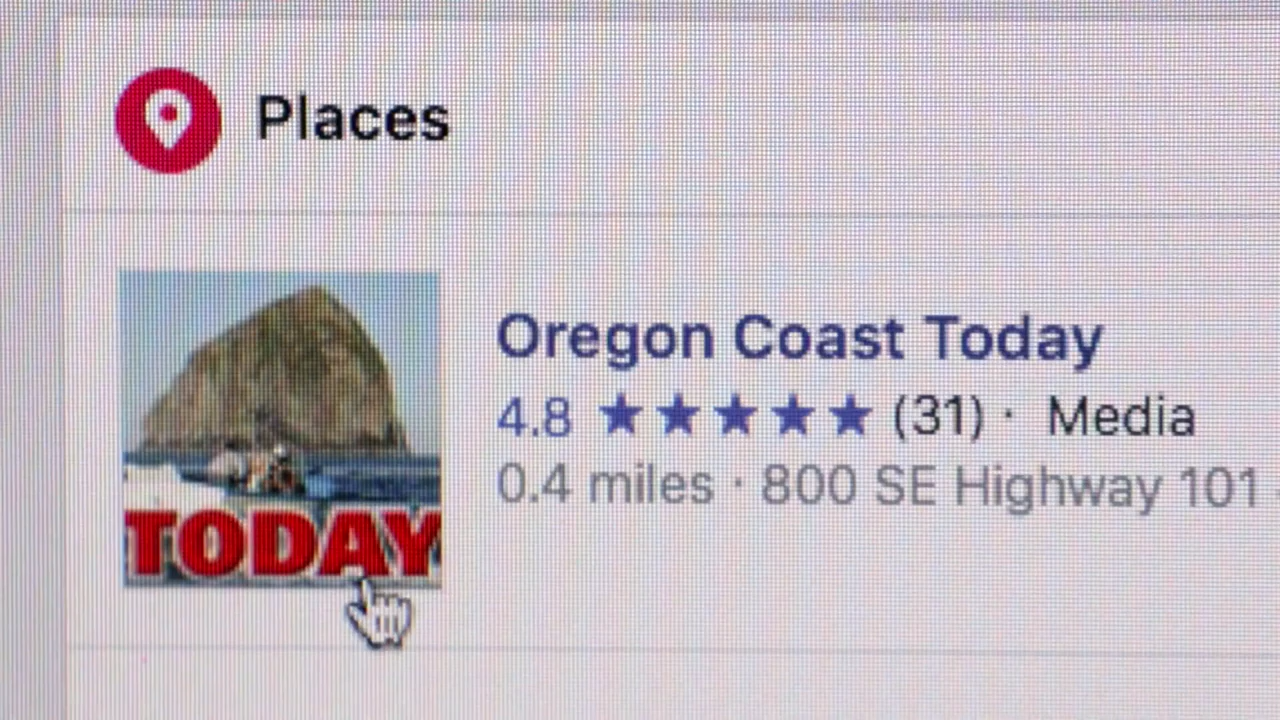 Places
TODAY
Oregon Coast Today
4.8 ★★★★★ (31) · Media
0.4 miles · 800 SE Highway 101